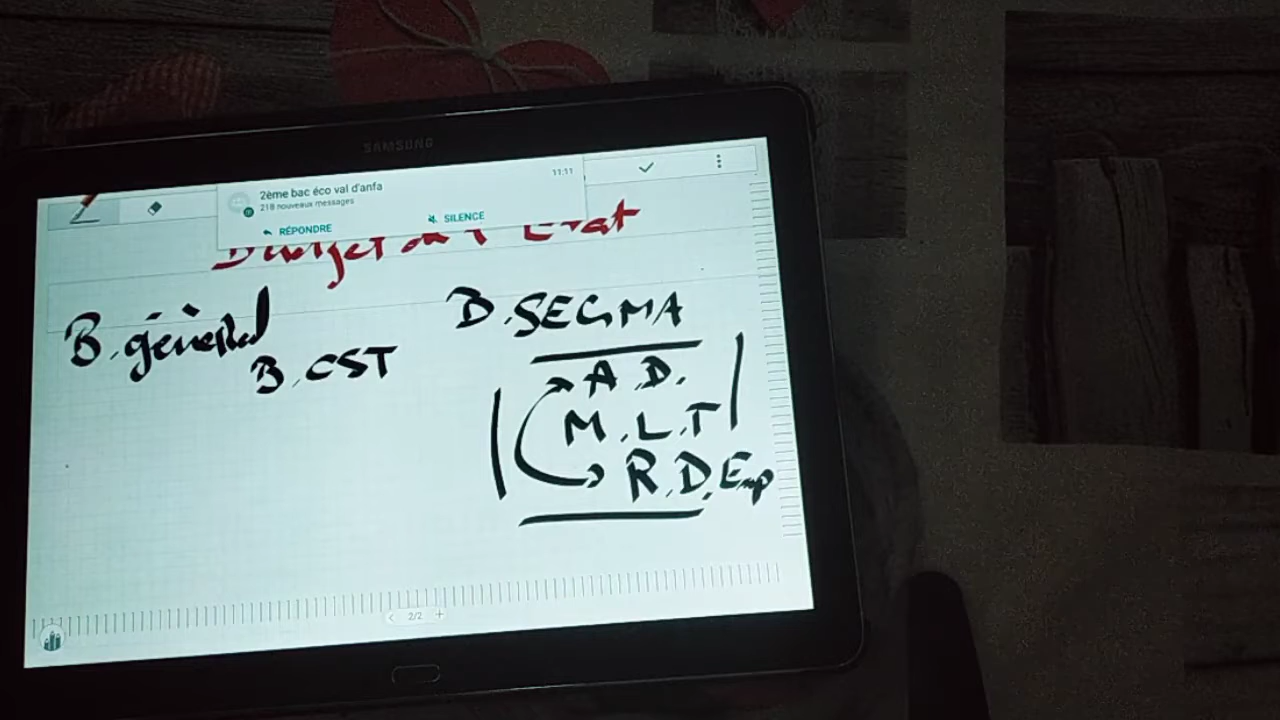 SAMSUNG
11:11
2ème bac éco val d'anfa
218 nouveaux messages
RÉPONDRE
SILENCE
Budget de l'Etat
B. général
B. CST
B. SEGMA
A.D.
M.L.T
R.D.Emp
2/2